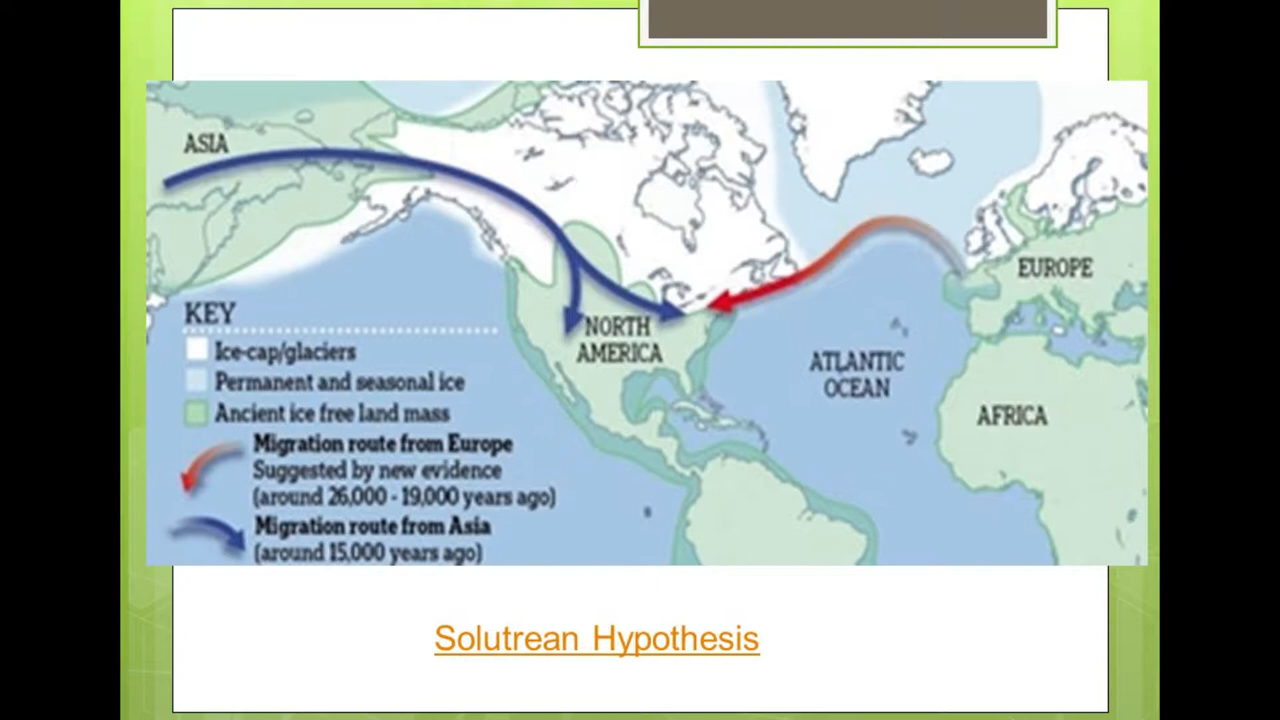 ASIA
EUROPE
KEY
NORTH
AMERICA
ATLANTIC
OCEAN
AFRICA
Ice-cap/glaciers
Permanent and seasonal ice
Ancient ice free land mass
Migration route from Europe
Suggested by new evidence
(around 26,000 - 19,000 years ago)
Migration route from Asia
(around 15,000 years ago)
Solutrean Hypothesis